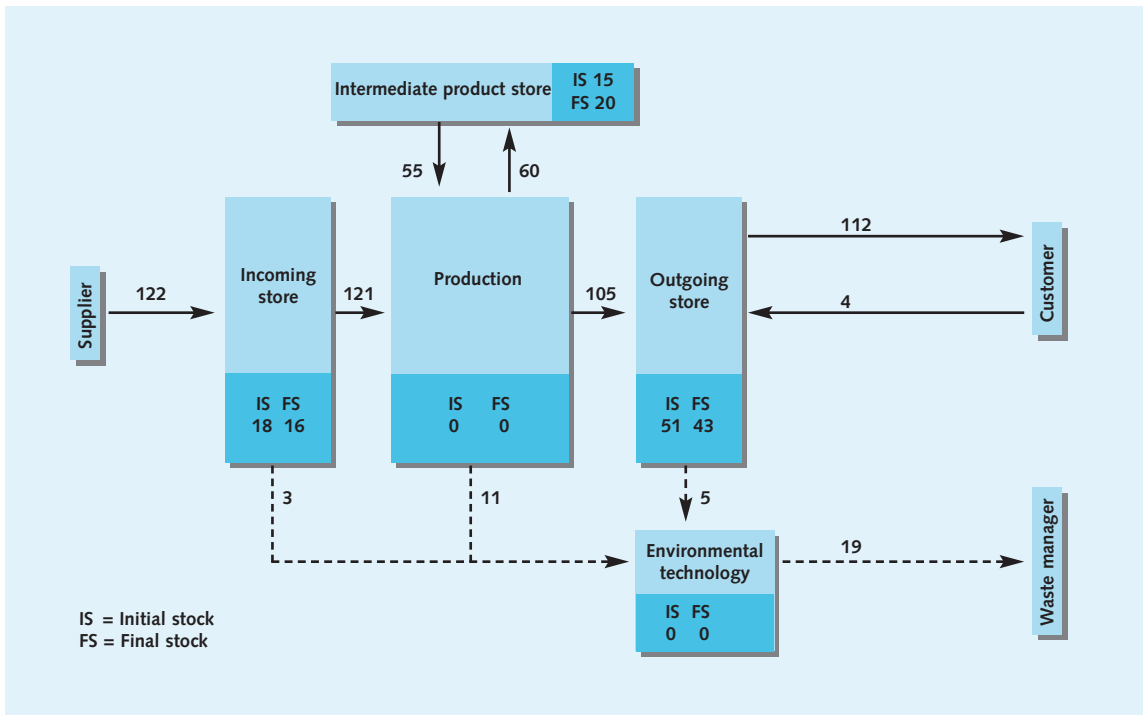 Intermediate product store
IS 15
FS 20
55
60
Supplier
122
Incoming
store
IS FS
18 16
121
Production
IS FS
0 0
105
Outgoing
store
IS FS
51 43
112
4
Customer
3
11
5
Environmental
technology
IS FS
0 0
19
Waste manager
IS = Initial stock
FS = Final stock